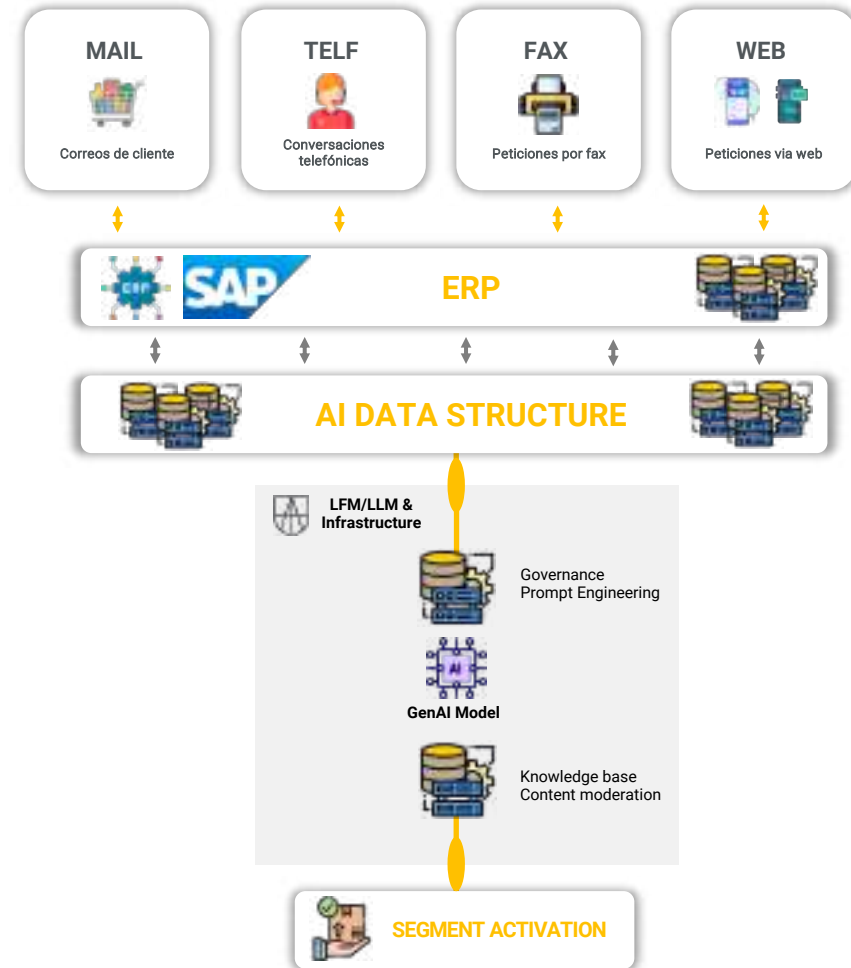 MAIL
TELF
FAX
WEB
Correos de cliente
Conversaciones
telefónicas
Peticiones por fax
Peticiones via web
ERP
SAP
ERP
AI DATA STRUCTURE
LFM/LLM &
Infrastructure
Governance
Prompt Engineering
AI
GenAI Model
Knowledge base
Content moderation
SEGMENT ACTIVATION